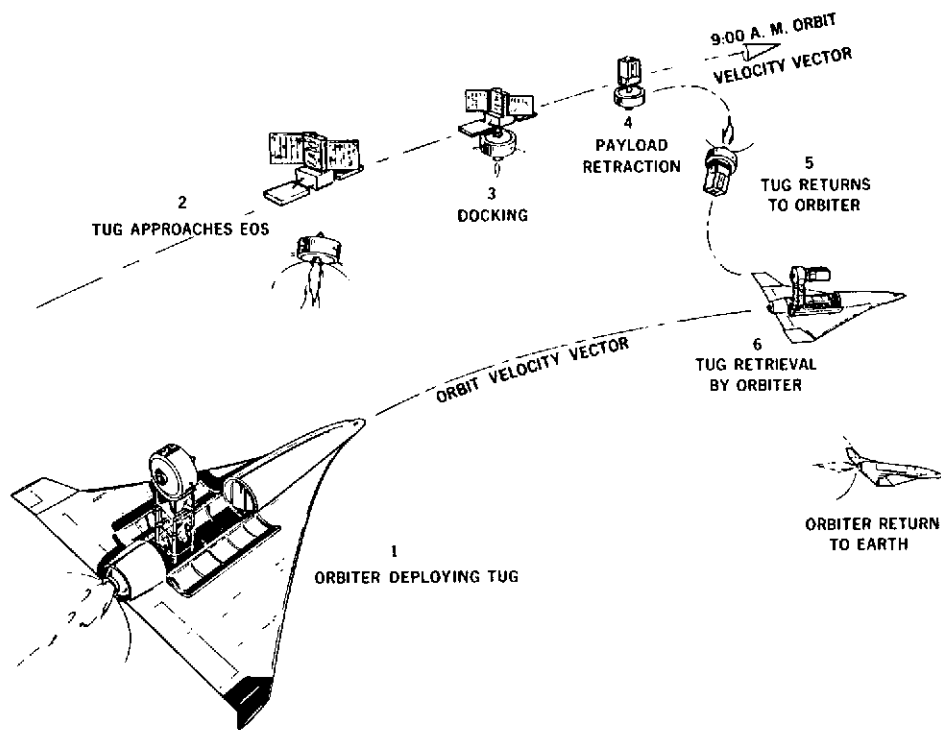 9:00 A. M. ORBIT
VELOCITY VECTOR
2
TUG APPROACHES EOS
3
DOCKING
4
PAYLOAD
RETRACTION
5
TUG RETURNS
TO ORBITER
ORBIT VELOCITY VECTOR
6
TUG RETRIEVAL
BY ORBITER
1
ORBITER DEPLOYING TUG
ORBITER RETURN
TO EARTH